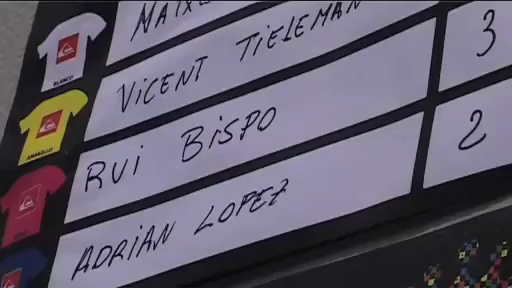 BLANCO
VICENT TIELEMAN
3
AMARILLO
RUI BISPO
2
ADRIAN LOPEZ